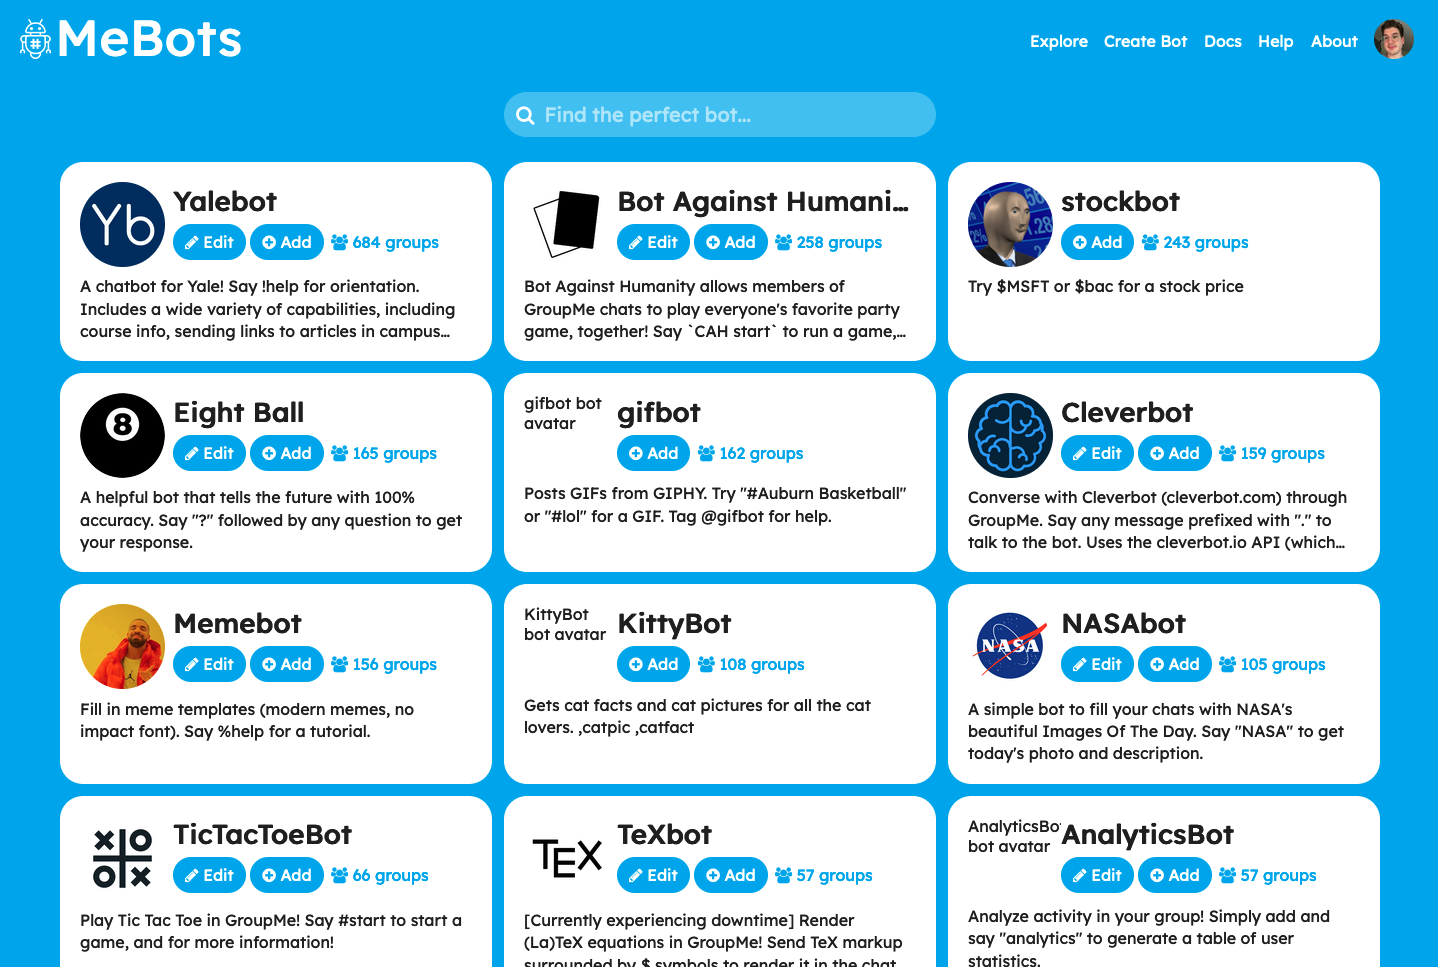 MeBots
Explore Create Bot Docs Help About
Find the perfect bot...
Yb
Yalebot
Edit Add 684 groups
A chatbot for Yale! Say !help for orientation.
Includes a wide variety of capabilities, including
course info, sending links to articles in campus...
Bot Against Humani...
Edit Add 258 groups
Bot Against Humanity allows members of
GroupMe chats to play everyone's favorite party
game, together! Say `CAH start` to run a game,...
stockbot
Add 243 groups
Try $MSFT or $bac for a stock price
8
Eight Ball
Edit Add 165 groups
A helpful bot that tells the future with 100%
accuracy. Say "?" followed by any question to get
your response.
gifbot bot
avatar
gifbot
Add 162 groups
Posts GIFs from GIPHY. Try "#Auburn Basketball"
or "#lol" for a GIF. Tag @gifbot for help.
Cleverbot
Edit Add 159 groups
Converse with Cleverbot (cleverbot.com) through
GroupMe. Say any message prefixed with "." to
talk to the bot. Uses the cleverbot.io API (which...
Memebot
Edit Add 156 groups
Fill in meme templates (modern memes, no
impact font). Say %help for a tutorial.
KittyBot
bot avatar
KittyBot
Add 108 groups
Gets cat facts and cat pictures for all the cat
lovers. ,catpic ,catfact
NASA
NASAbot
Edit Add 105 groups
A simple bot to fill your chats with NASA's
beautiful Images Of The Day. Say "NASA" to get
today's photo and description.
TicTacToeBot
Edit Add 66 groups
Play Tic Tac Toe in GroupMe! Say #start to start a
game, and for more information!
TEX
TeXbot
Edit Add 57 groups
[Currently experiencing downtime] Render
(La)TeX equations in GroupMe! Send TeX markup
surrounded by $ symbols to render it in the chat.
AnalyticsBot
bot avatar
AnalyticsBot
Edit Add 57 groups
Analyze activity in your group! Simply add and
say "analytics" to generate a table of user
statistics.